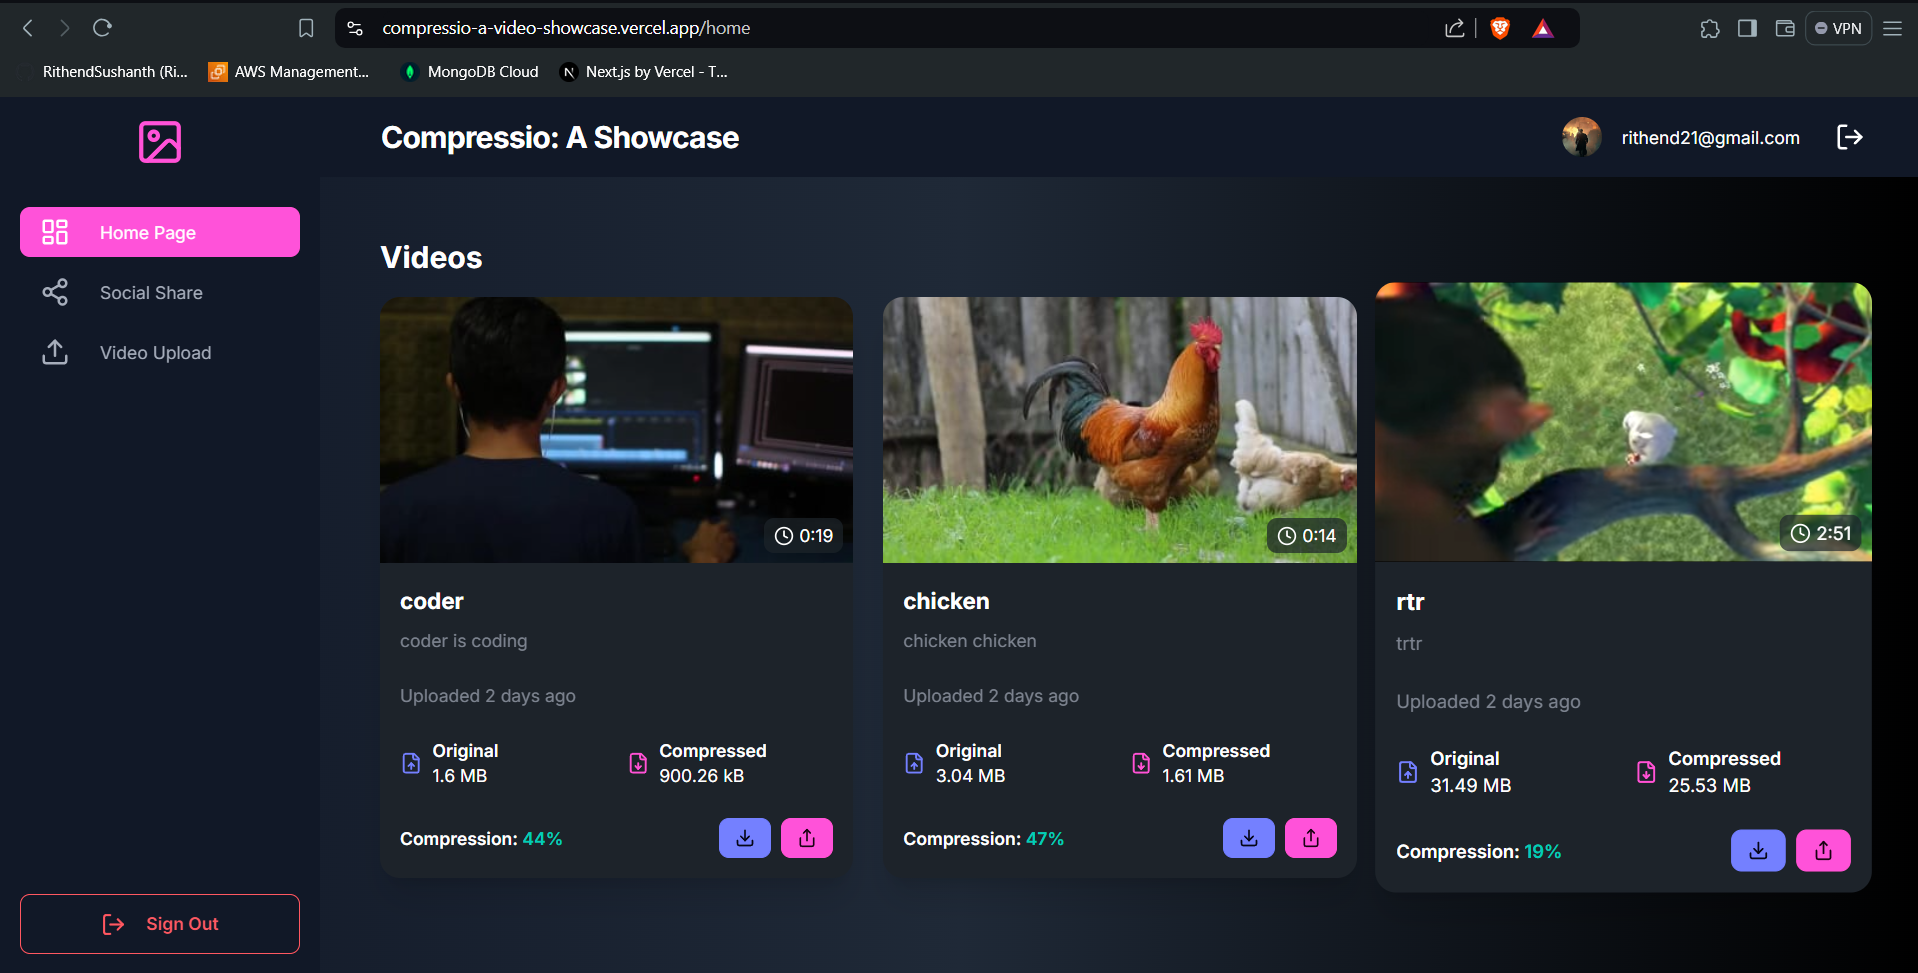 compressio-a-video-showcase.vercel.app/home
VPN
RithendSushanth (Ri...
AWS Management...
MongoDB Cloud
N
Next.js by Vercel - T...
Compressio: A Showcase
rithend21@gmail.com
Home Page
Social Share
Video Upload
Sign Out
Videos
0:19
coder
coder is coding
Uploaded 2 days ago
Original
1.6 MB
Compressed
900.26 kB
Compression: 44%
0:14
chicken
chicken chicken
Uploaded 2 days ago
Original
3.04 MB
Compressed
1.61 MB
Compression: 47%
2:51
rtr
trtr
Uploaded 2 days ago
Original
31.49 MB
Compressed
25.53 MB
Compression: 19%